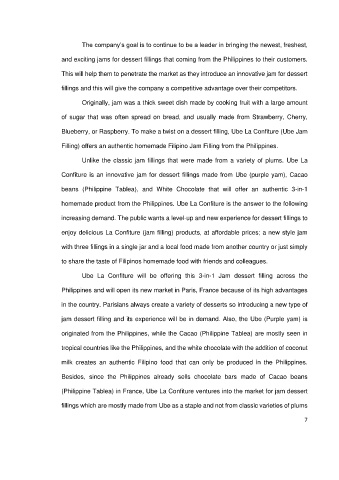 The company's goal is to continue to be a leader in bringing the newest, freshest,
and exciting jams for dessert fillings that coming from the Philippines to their customers.
This will help them to penetrate the market as they introduce an innovative jam for dessert
fillings and this will give the company a competitive advantage over their competitors.
Originally, jam was a thick sweet dish made by cooking fruit with a large amount
of sugar that was often spread on bread, and usually made from Strawberry, Cherry,
Blueberry, or Raspberry. To make a twist on a dessert filling, Ube La Confiture (Ube Jam
Filling) offers an authentic homemade Filipino Jam Filling from the Philippines.
Unlike the classic jam fillings that were made from a variety of plums. Ube La
Confiture is an innovative jam for dessert fillings made from Ube (purple yam), Cacao
beans (Philippine Tablea), and White Chocolate that will offer an authentic 3-in-1
homemade product from the Philippines. Ube La Confiture is the answer to the following
increasing demand. The public wants a level-up and new experience for dessert fillings to
enjoy delicious La Confiture (jam filling) products, at affordable prices; a new style jam
with three fillings in a single jar and a local food made from another country or just simply
to share the taste of Filipinos homemade food with friends and colleagues.
Ube La Confiture will be offering this 3-in-1 Jam dessert filling across the
Philippines and will open its new market in Paris, France because of its high advantages
in the country. Parisians always create a variety of desserts so introducing a new type of
jam dessert filling and its experience will be in demand. Also, the Ube (Purple yam) is
originated from the Philippines, while the Cacao (Philippine Tablea) are mostly seen in
tropical countries like the Philippines, and the white chocolate with the addition of coconut
milk creates an authentic Filipino food that can only be produced in the Philippines.
Besides, since the Philippines already sells chocolate bars made of Cacao beans
(Philippine Tablea) in France, Ube La Confiture ventures into the market for jam dessert
fillings which are mostly made from Ube as a staple and not from classic varieties of plums
7